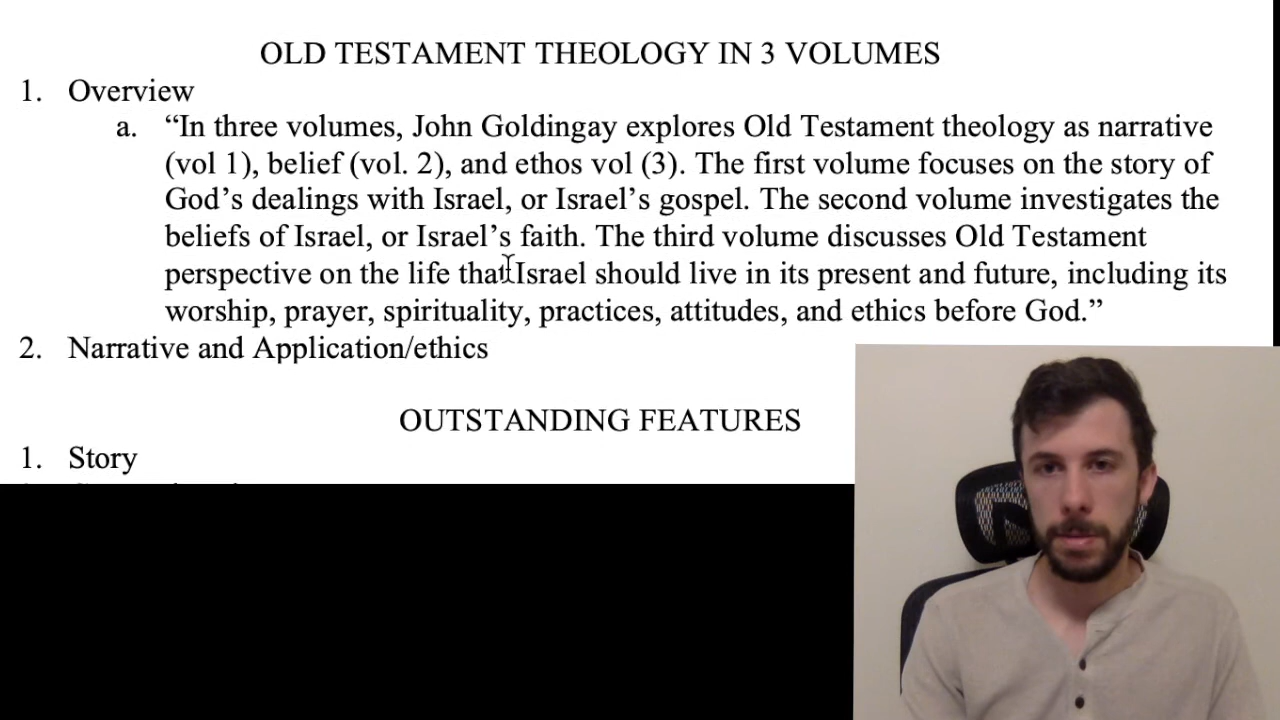 OLD TESTAMENT THEOLOGY IN 3 VOLUMES
1. Overview
a. “In three volumes, John Goldingay explores Old Testament theology as narrative
(vol 1), belief (vol. 2), and ethos vol (3). The first volume focuses on the story of
God’s dealings with Israel, or Israel’s gospel. The second volume investigates the
beliefs of Israel, or Israel’s faith. The third volume discusses Old Testament
perspective on the life that Israel should live in its present and future, including its
worship, prayer, spirituality, practices, attitudes, and ethics before God.”
2. Narrative and Application/ethics
OUTSTANDING FEATURES
1. Story